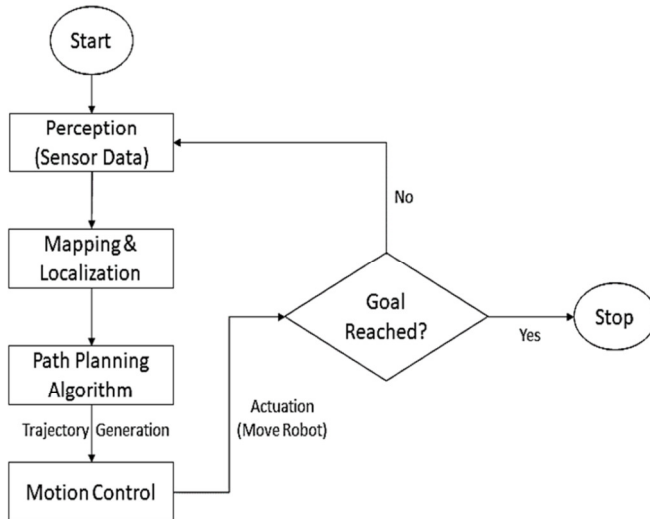 Start
Perception
(Sensor Data)
Mapping &
Localization
Path Planning
Algorithm
Trajectory Generation
Motion Control
Actuation
(Move Robot)
Goal
Reached?
No
Yes
Stop